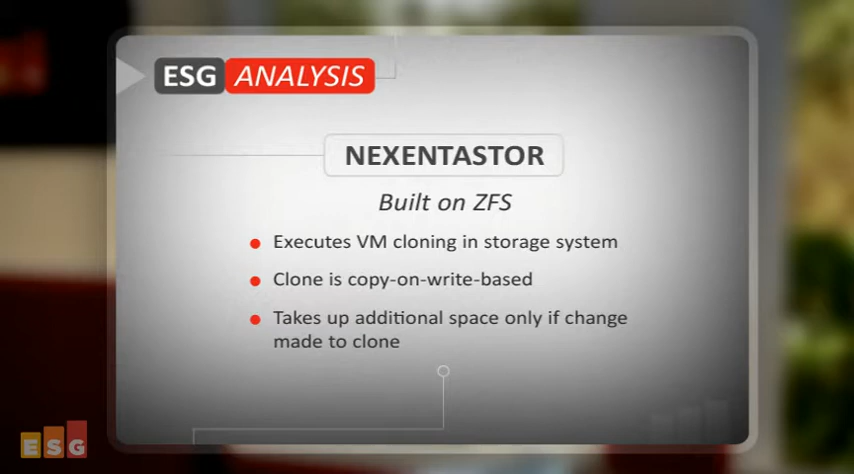 ESG ANALYSIS
NEXENTASTOR
Built on ZFS
Executes VM cloning in storage system
Clone is copy-on-write-based
Takes up additional space only if change
made to clone
ESG